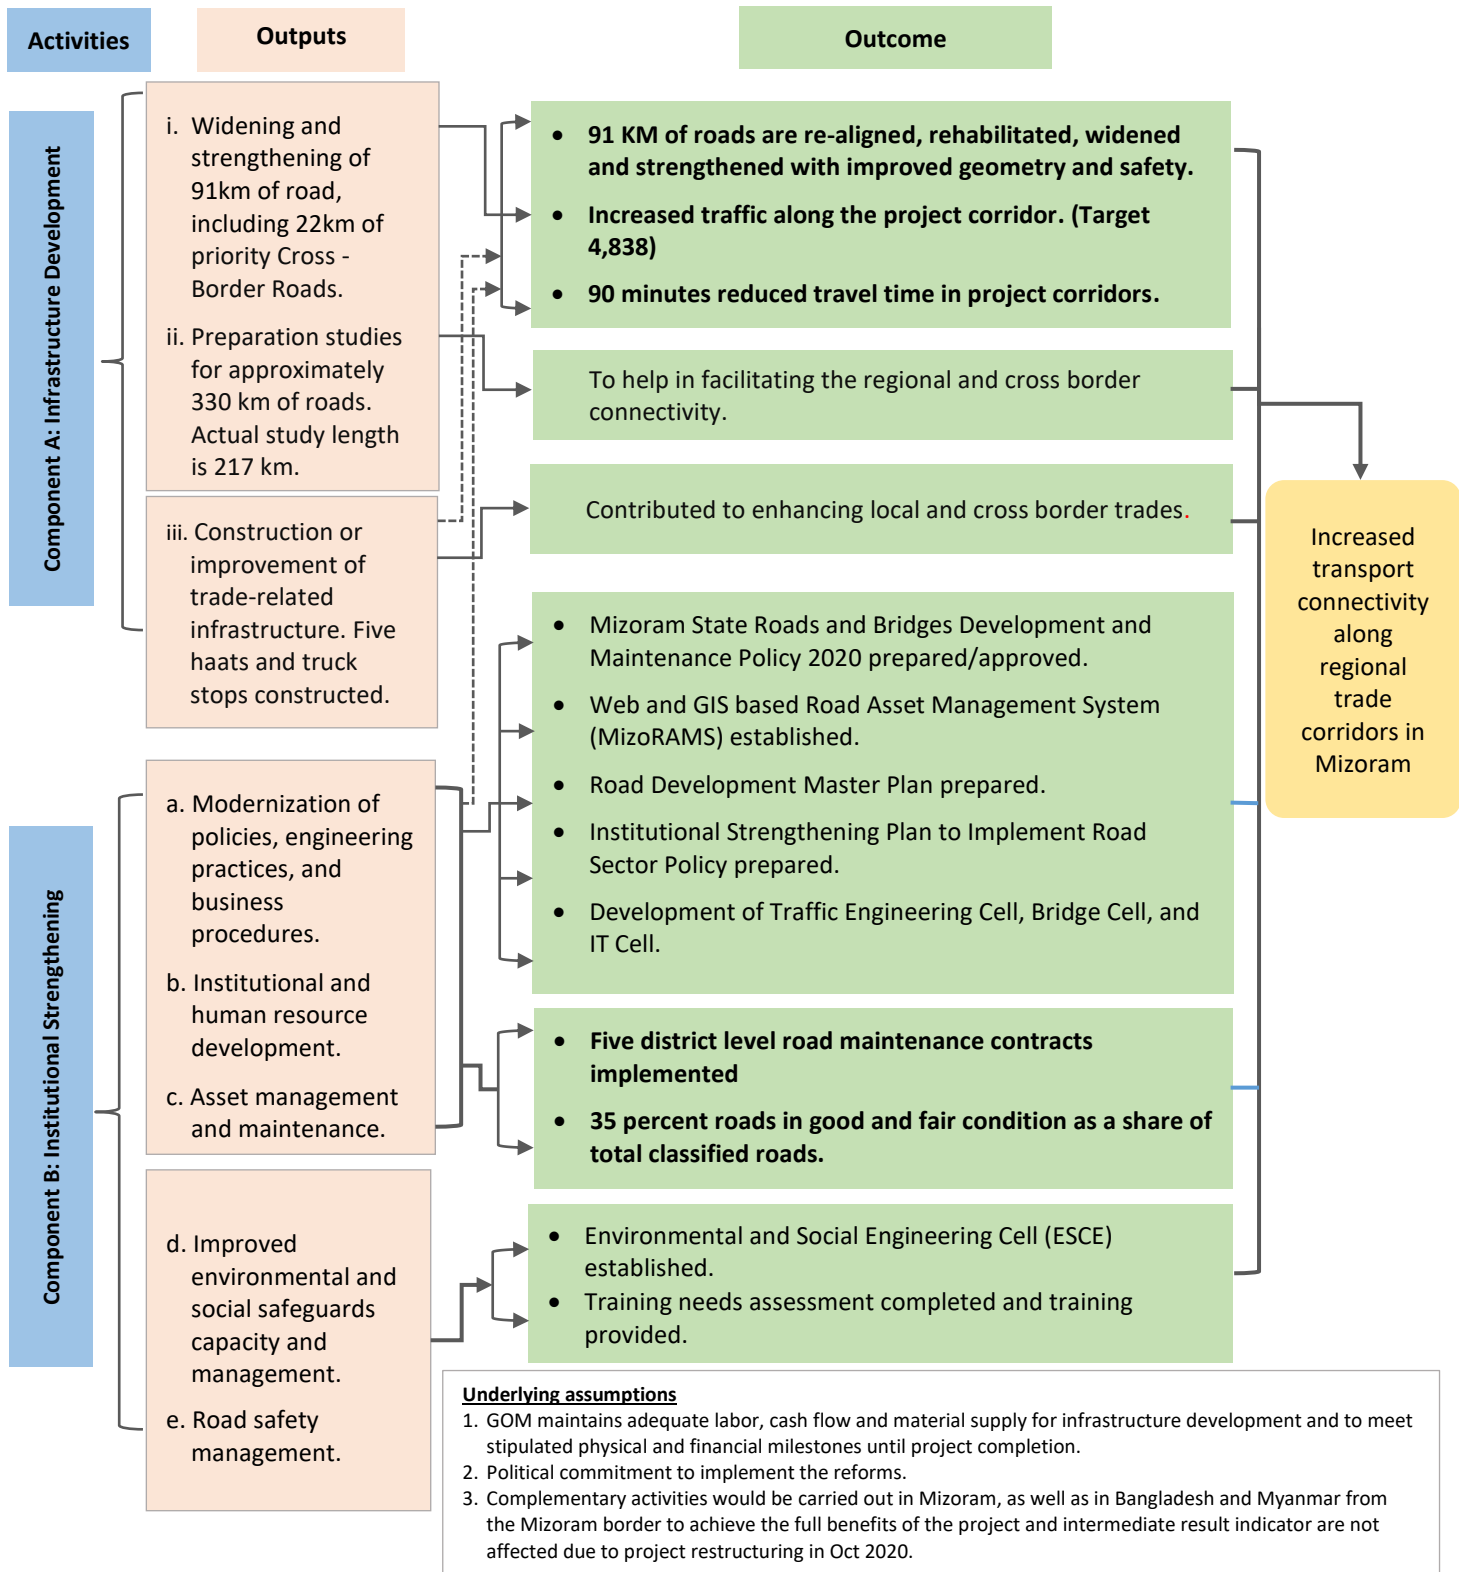 Activities
Outputs
Outcome
Component A: Infrastructure Development
i. Widening and
strengthening of
91km of road,
including 22km of
priority Cross -
Border Roads.
ii. Preparation studies
for approximately
330 km of roads.
Actual study length
is 217 km.
iii. Construction or
improvement of
trade-related
infrastructure. Five
haats and truck
stops constructed.
• 91 KM of roads are re-aligned, rehabilitated, widened
and strengthened with improved geometry and safety.
• Increased traffic along the project corridor. (Target
4,838)
• 90 minutes reduced travel time in project corridors.
To help in facilitating the regional and cross border
connectivity.
Contributed to enhancing local and cross border trades.
Component B: Institutional Strengthening
a. Modernization of
policies, engineering
practices, and
business
procedures.
b. Institutional and
human resource
development.
c. Asset management
and maintenance.
d. Improved
environmental and
social safeguards
capacity and
management.
e. Road safety
management.
• Mizoram State Roads and Bridges Development and
Maintenance Policy 2020 prepared/approved.
• Web and GIS based Road Asset Management System
(MizoRAMS) established.
• Road Development Master Plan prepared.
• Institutional Strengthening Plan to Implement Road
Sector Policy prepared.
• Development of Traffic Engineering Cell, Bridge Cell, and
IT Cell.
• Five district level road maintenance contracts
implemented
• 35 percent roads in good and fair condition as a share of
total classified roads.
• Environmental and Social Engineering Cell (ESCE)
established.
• Training needs assessment completed and training
provided.
Increased
transport
connectivity
along
regional
trade
corridors in
Mizoram
Underlying assumptions
1. GOM maintains adequate labor, cash flow and material supply for infrastructure development and to meet
stipulated physical and financial milestones until project completion.
2. Political commitment to implement the reforms.
3. Complementary activities would be carried out in Mizoram, as well as in Bangladesh and Myanmar from
the Mizoram border to achieve the full benefits of the project and intermediate result indicator are not
affected due to project restructuring in Oct 2020.